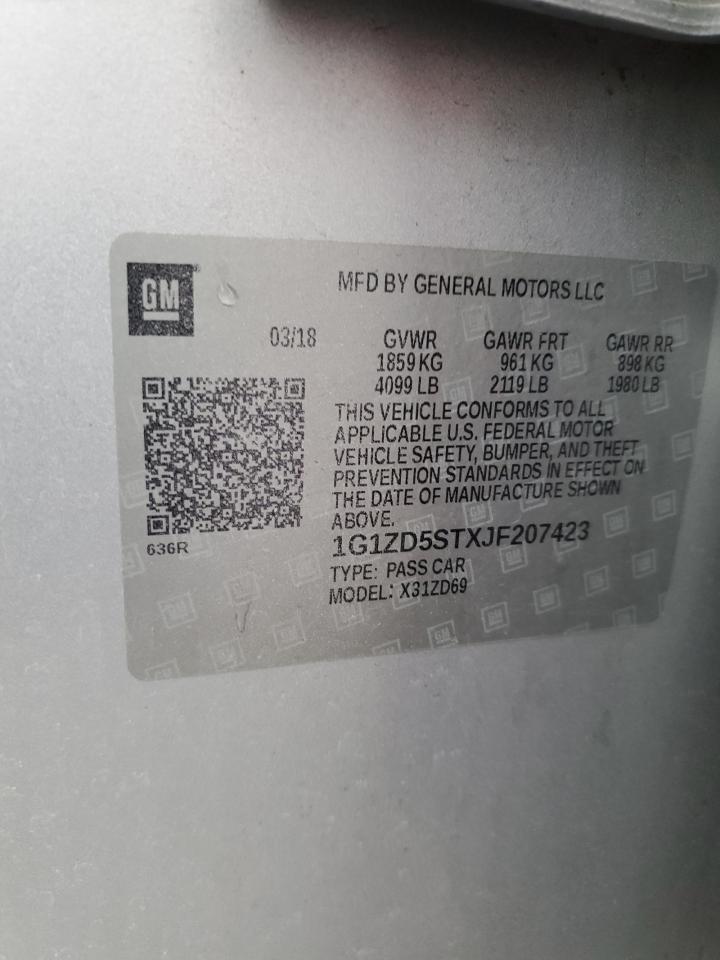 GM
MFD BY GENERAL MOTORS LLC
03/18 GVWR GAWR FRT GAWR RR
1859 KG 961 KG 898 KG
4099 LB 2119 LB 1980 LB
THIS VEHICLE CONFORMS TO ALL
APPLICABLE U.S. FEDERAL MOTOR
VEHICLE SAFETY, BUMPER, AND THEFT
PREVENTION STANDARDS IN EFFECT ON
THE DATE OF MANUFACTURE SHOWN
ABOVE.
636R
1G1ZD5STXJF207423
TYPE: PASS CAR
MODEL: X31ZD69